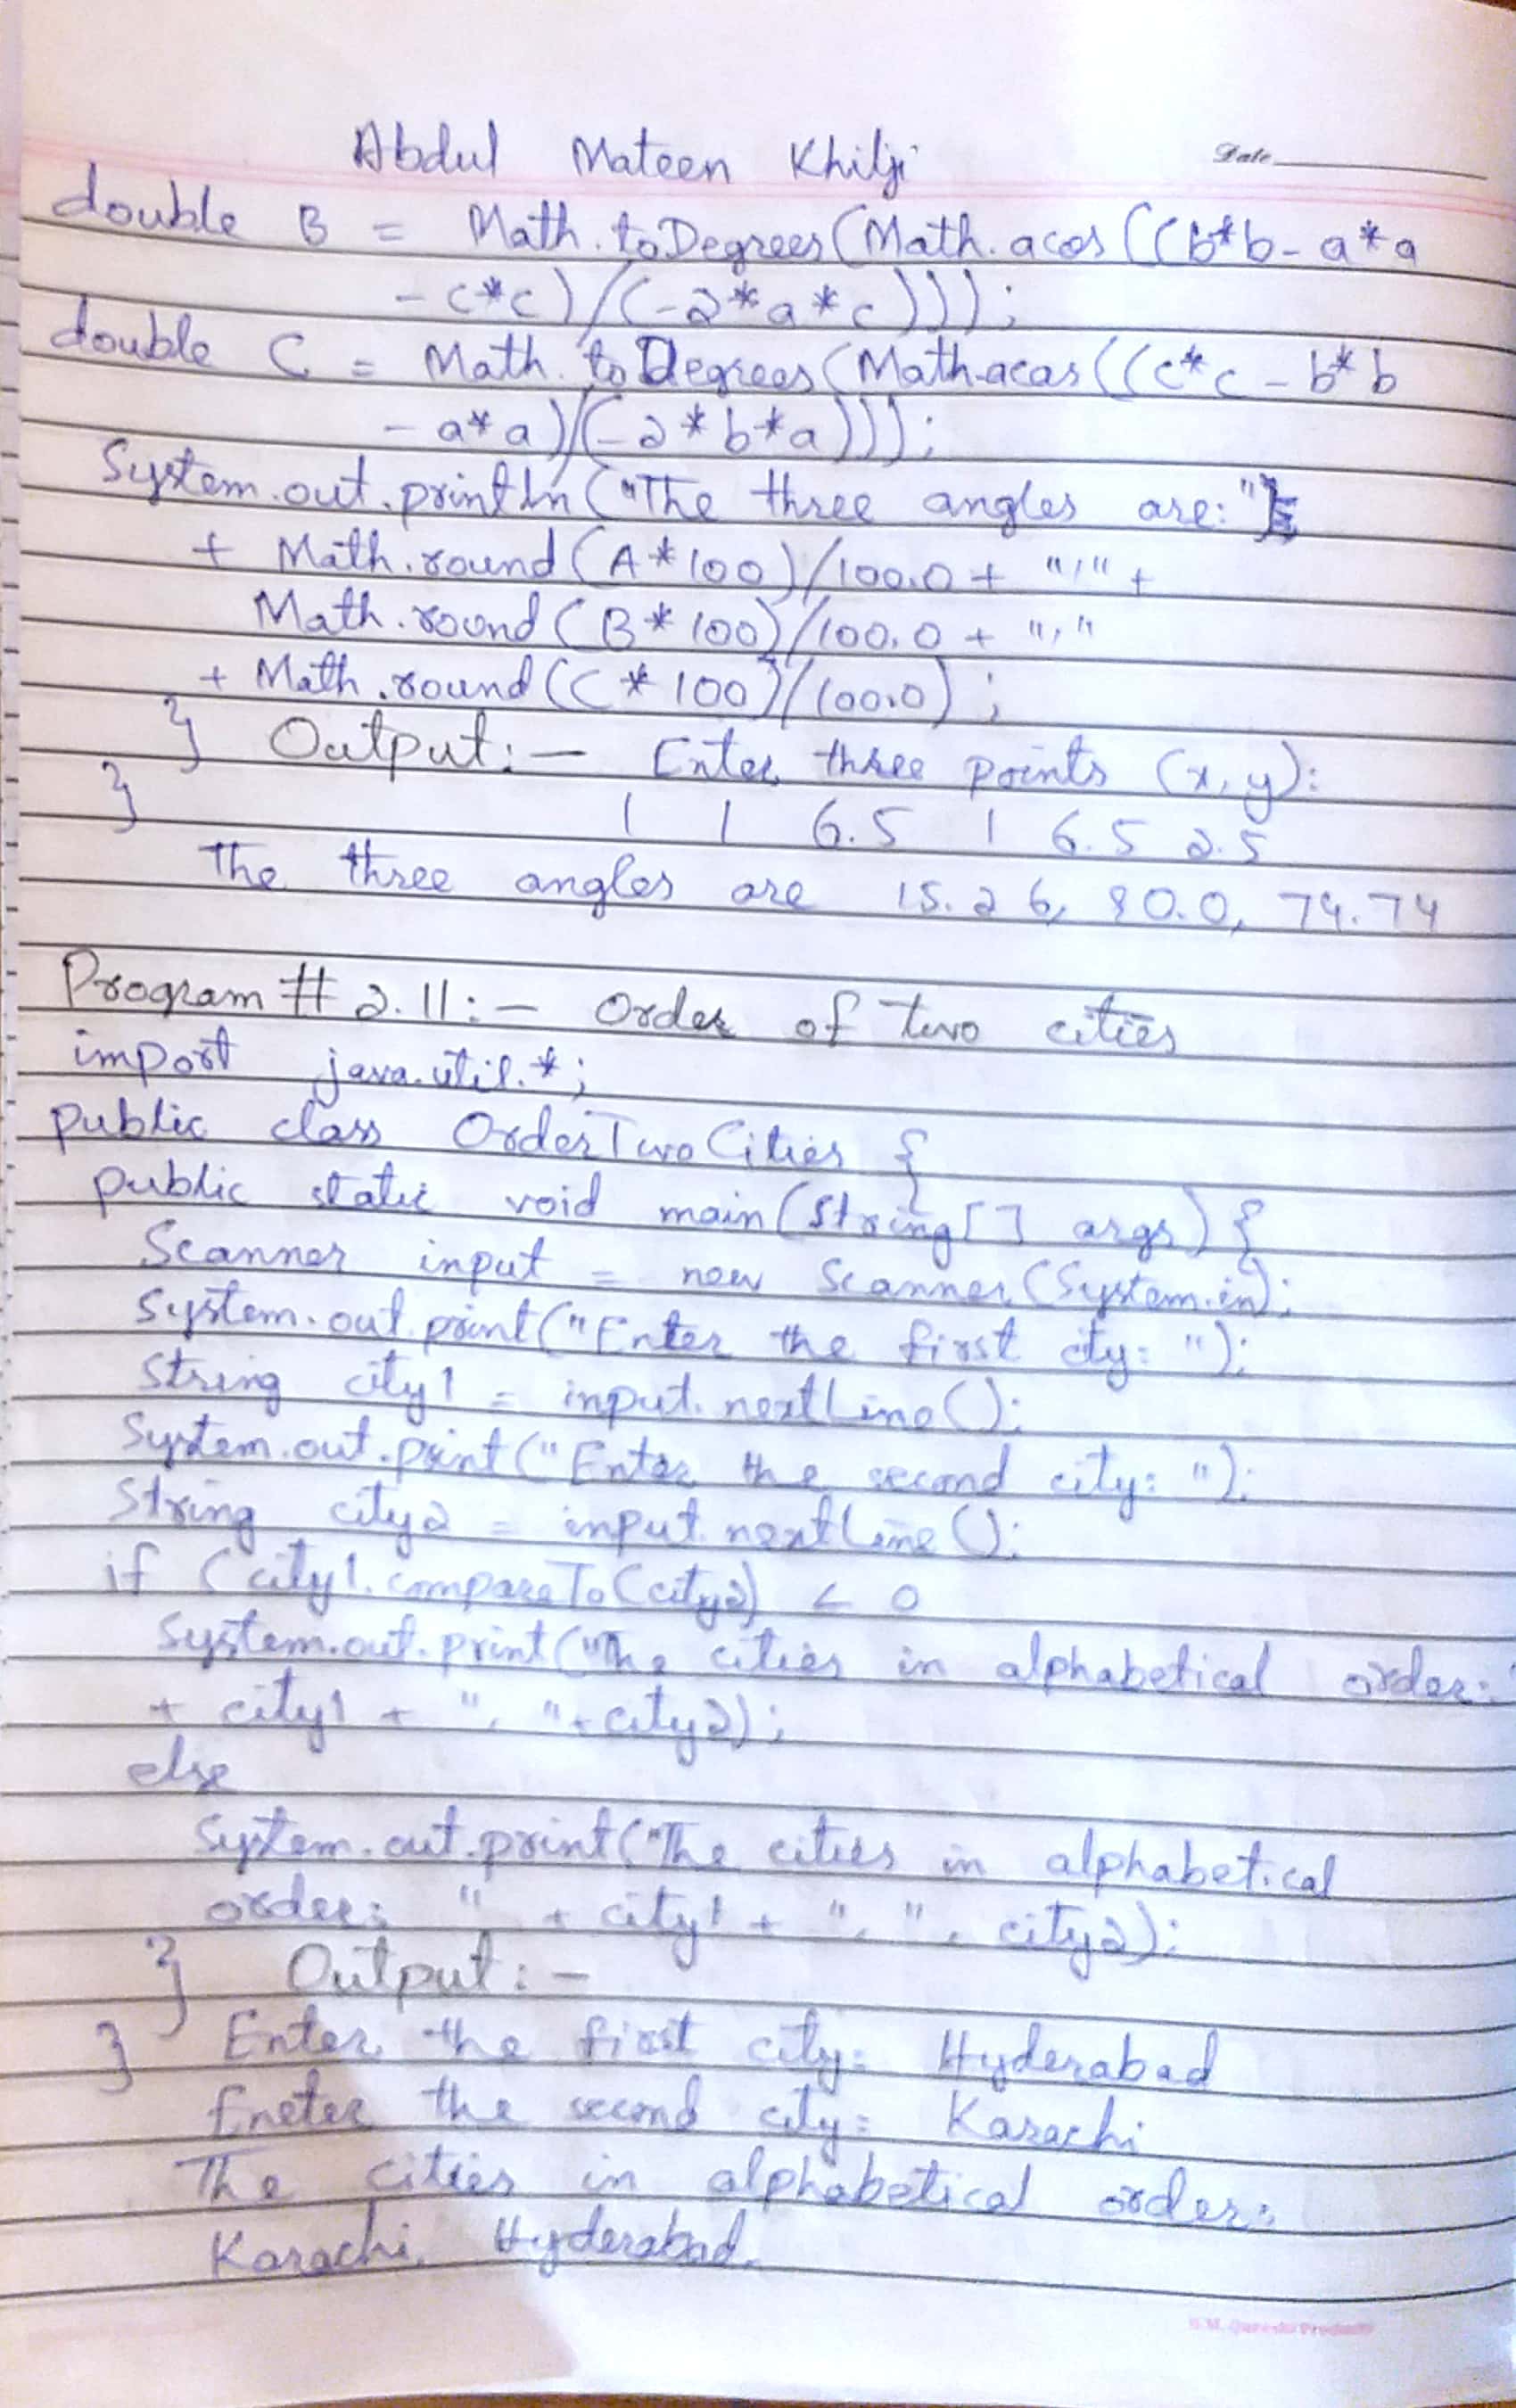 Abdul Mateen Khilji
Date
double B = Math.toDegrees(Math.acos((b*b-a*a
-c*c)/(-2*a*c)));
double C = Math.toDegrees(Math.acas((c*c-b*b
-a*a)/(-2*b*a)));
System.out.println("The three angles are:"
+ Math.round(A*100)/100.0+ "," +
Math.round(B*100)/100.0+ ","
+ Math.round(C*100)/100.0);
} Output:- Enter three points (x,y):
} 1 1 6.5 1 6.5 2.5
The three angles are 15.26, 90.0, 74.74
Program # 2.11:- Order of two cities
import java.util.*;
public class OrderTwoCities {
public static void main(String[] args) {
Scanner input = new Scanner(System.in);
System.out.print("Enter the first city: ");
String city1 = input.nextLine();
System.out.print("Enter the second city: ");
String city2 = input.nextLine();
if (city1.compareTo(city2) < 0
System.out.print("The cities in alphabetical order:"
+ city1 + ", "+city2);
else
System.out.print("The cities in alphabetical
order: " + city1 + ", ", city2);
} Output:-
} Enter the first city: Hyderabad
Eneter the second city: Karachi
The cities in alphabetical order:
Karachi, Hyderabad.